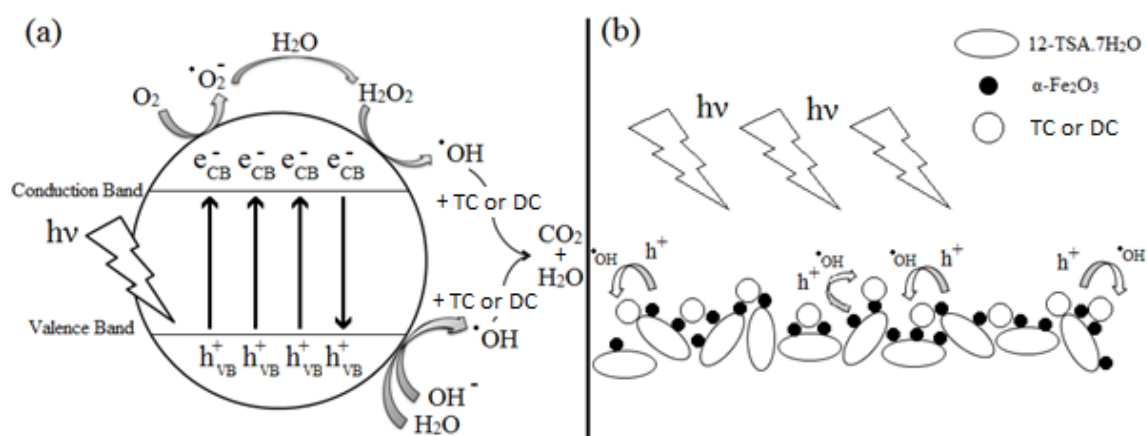 (a)
H₂O
•O₂⁻
O₂
H₂O₂
•OH
e⁻CB e⁻CB e⁻CB e⁻CB
Conduction Band
+ TC or DC
hν
CO₂
+
H₂O
+ TC or DC
Valence Band
•OH
h⁺VB h⁺VB h⁺VB h⁺VB
OH⁻
H₂O
(b)
12-TSA.7H₂O
α-Fe₂O₃
TC or DC
hν hν
•OH h⁺ h⁺ •OH •OH h⁺ h⁺ •OH